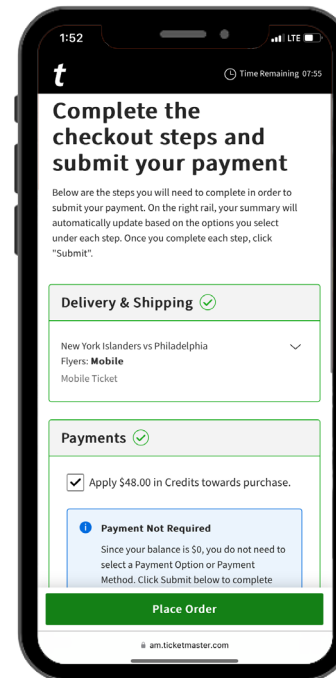 1:52
LTE
t
Time Remaining 07:55
Complete the
checkout steps and
submit your payment
Below are the steps you will need to complete in order to
submit your payment. On the right rail, your summary will
automatically update based on the options you select
under each step. Once you complete each step, click
"Submit".
Delivery & Shipping
New York Islanders vs Philadelphia
Flyers: Mobile
Mobile Ticket
Payments
Apply $48.00 in Credits towards purchase.
Payment Not Required
Since your balance is $0, you do not need to
select a Payment Option or Payment
Method. Click Submit below to complete
Place Order
am.ticketmaster.com